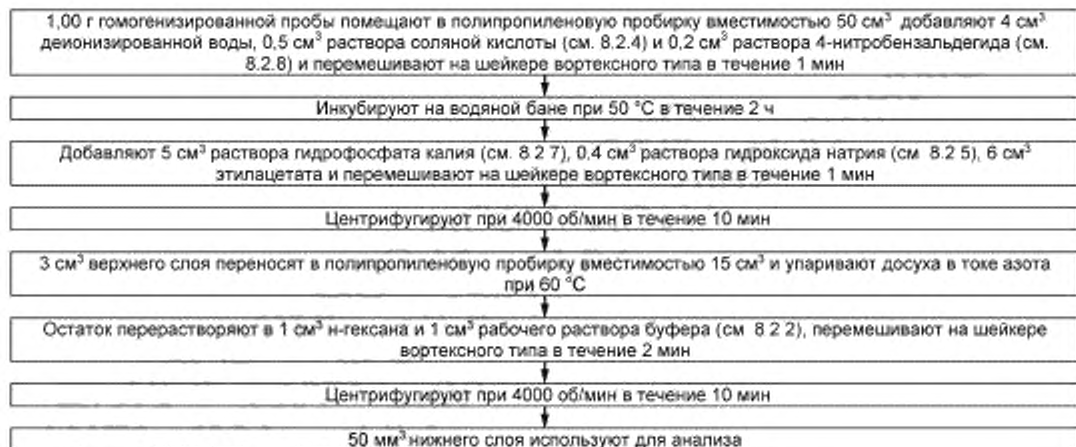 1,00 г гомогенизированной пробы помещают в полипропиленовую пробирку вместимостью 50 см³ добавляют 4 см³
деионизированной воды, 0,5 см³ раствора соляной кислоты (см. 8.2.4) и 0,2 см³ раствора 4-нитробензальдегида (см.
8.2.8) и перемешивают на шейкере вортексного типа в течение 1 мин
Инкубируют на водяной бане при 50 °С в течение 2 ч
Добавляют 5 см³ раствора гидрофосфата калия (см. 8 2 7), 0,4 см³ раствора гидроксида натрия (см 8.2 5), 6 см³
этилацетата и перемешивают на шейкере вортексного типа в течение 1 мин
Центрифугируют при 4000 об/мин в течение 10 мин
3 см³ верхнего слоя переносят в полипропиленовую пробирку вместимостью 15 см³ и упаривают досуха в токе азота
при 60 °С
Остаток перерастворяют в 1 см³ н-гексана и 1 см³ рабочего раствора буфера (см 8 2 2), перемешивают на шейкере
вортексного типа в течение 2 мин
Центрифугируют при 4000 об/мин в течение 10 мин
50 мм³ нижнего слоя используют для анализа